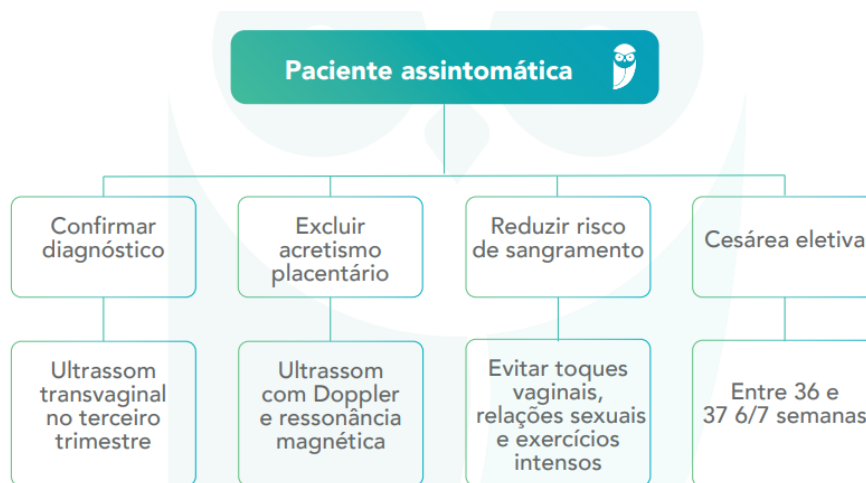 Paciente assintomática
Confirmar
diagnóstico
Excluir
acretismo
placentário
Reduzir risco
de sangramento
Cesárea eletiva
Ultrassom
transvaginal
no terceiro
trimestre
Ultrassom
com Doppler
e ressonância
magnética
Evitar toques
vaginais,
relações sexuais
e exercícios
intensos
Entre 36 e
37 6/7 semanas